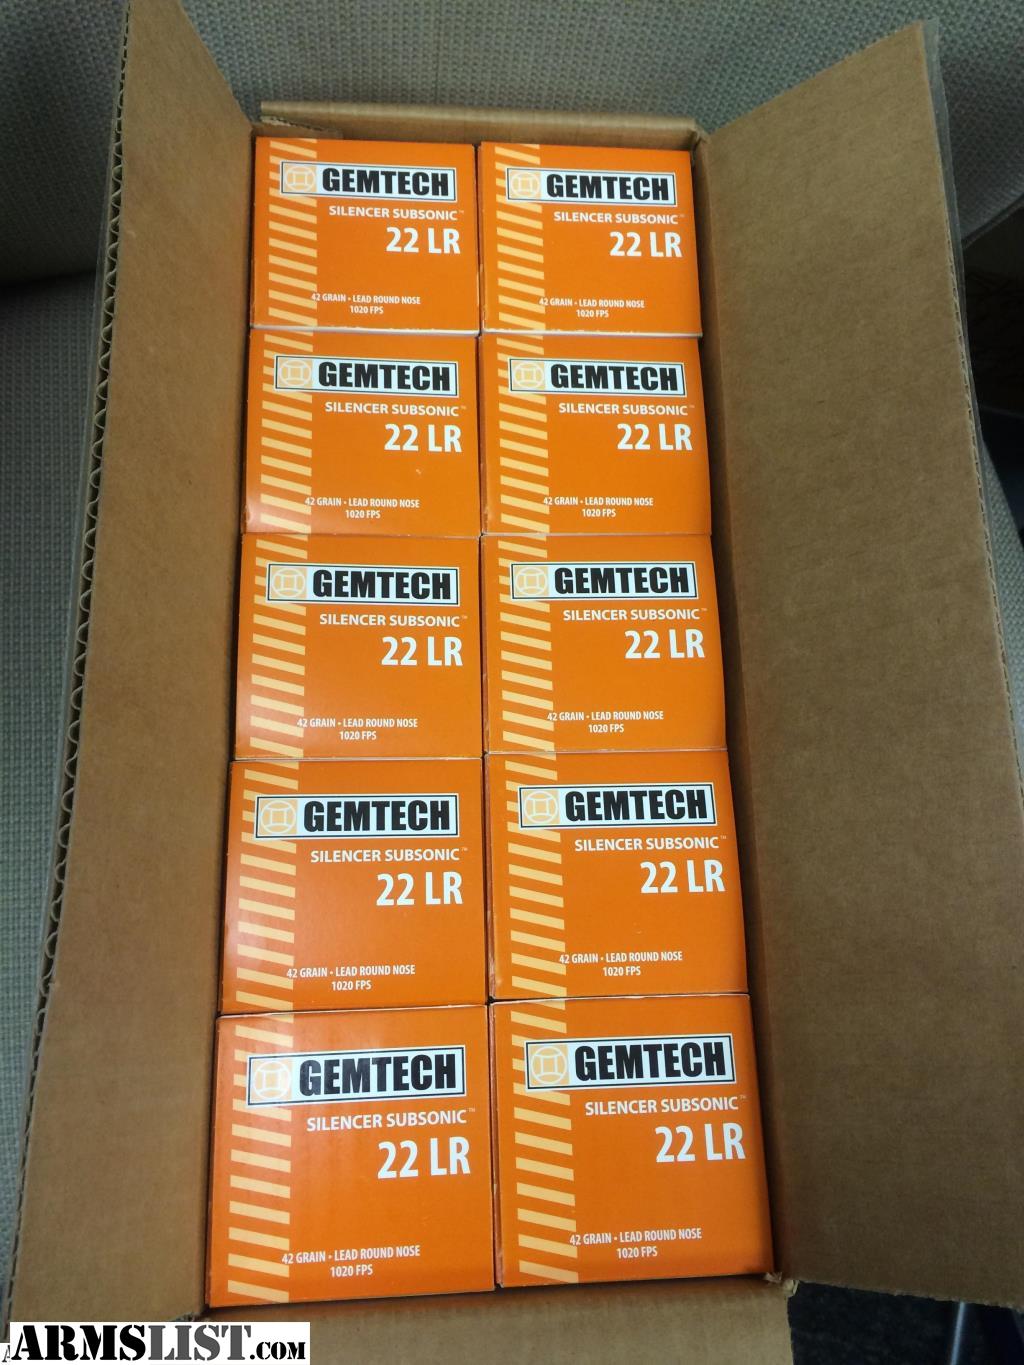 GEMTECH
SILENCER SUBSONIC™
22 LR
42 GRAIN • LEAD ROUND NOSE
1020 FPS
GEMTECH
SILENCER SUBSONIC™
22 LR
42 GRAIN • LEAD ROUND NOSE
1020 FPS
GEMTECH
SILENCER SUBSONIC™
22 LR
42 GRAIN • LEAD ROUND NOSE
1020 FPS
GEMTECH
SILENCER SUBSONIC™
22 LR
42 GRAIN • LEAD ROUND NOSE
1020 FPS
GEMTECH
SILENCER SUBSONIC™
22 LR
42 GRAIN • LEAD ROUND NOSE
1020 FPS
GEMTECH
SILENCER SUBSONIC™
22 LR
42 GRAIN • LEAD ROUND NOSE
1020 FPS
GEMTECH
SILENCER SUBSONIC™
22 LR
42 GRAIN • LEAD ROUND NOSE
1020 FPS
GEMTECH
SILENCER SUBSONIC™
22 LR
42 GRAIN • LEAD ROUND NOSE
1020 FPS
GEMTECH
SILENCER SUBSONIC™
22 LR
42 GRAIN • LEAD ROUND NOSE
1020 FPS
GEMTECH
SILENCER SUBSONIC™
22 LR
42 GRAIN • LEAD ROUND NOSE
1020 FPS
ARMSLIST.COM